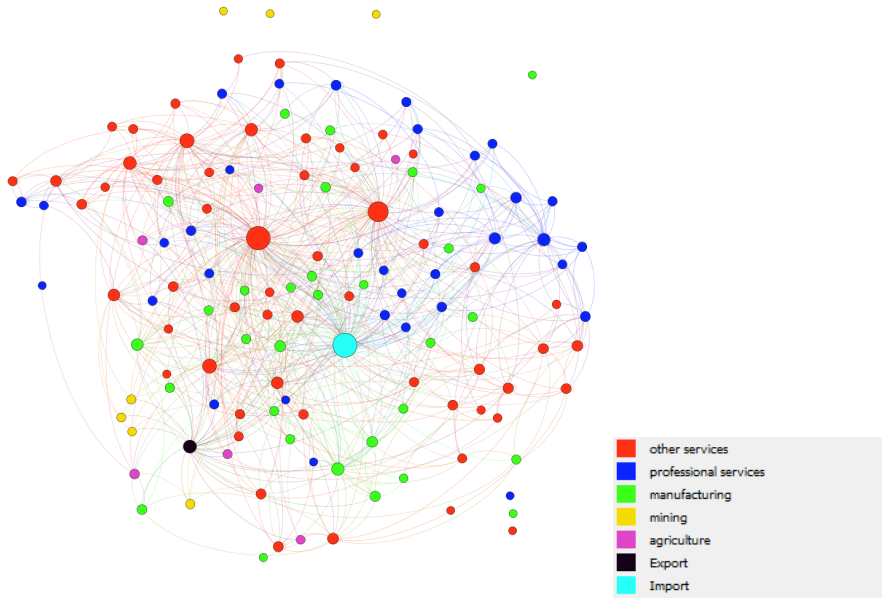 other services
professional services
manufacturing
mining
agriculture
Export
Import